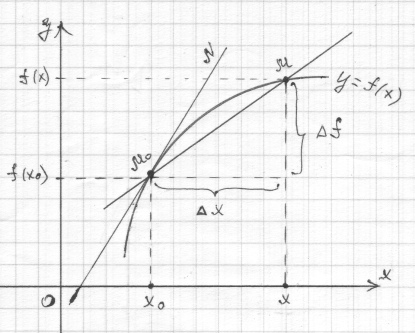 y
N
M
f(x)
y=f(x)
Δf
M₀
f(x₀)
Δx
x
O
x₀
x